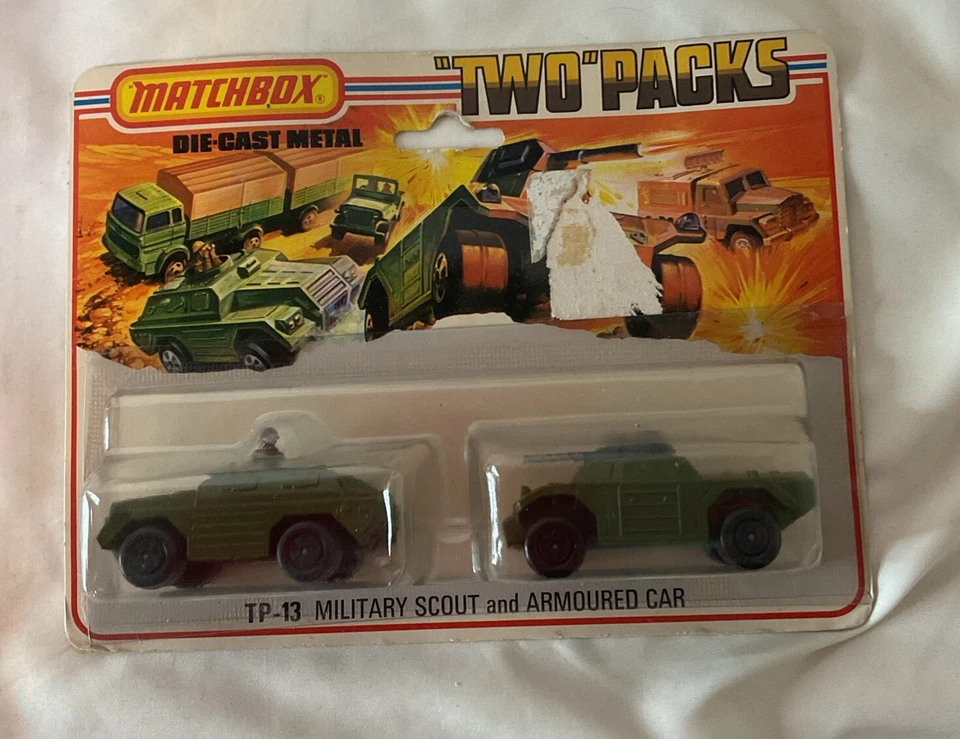 "MATCHBOX"®
"TWO" PACKS
DIE-CAST METAL
TP-13 MILITARY SCOUT and ARMOURED CAR